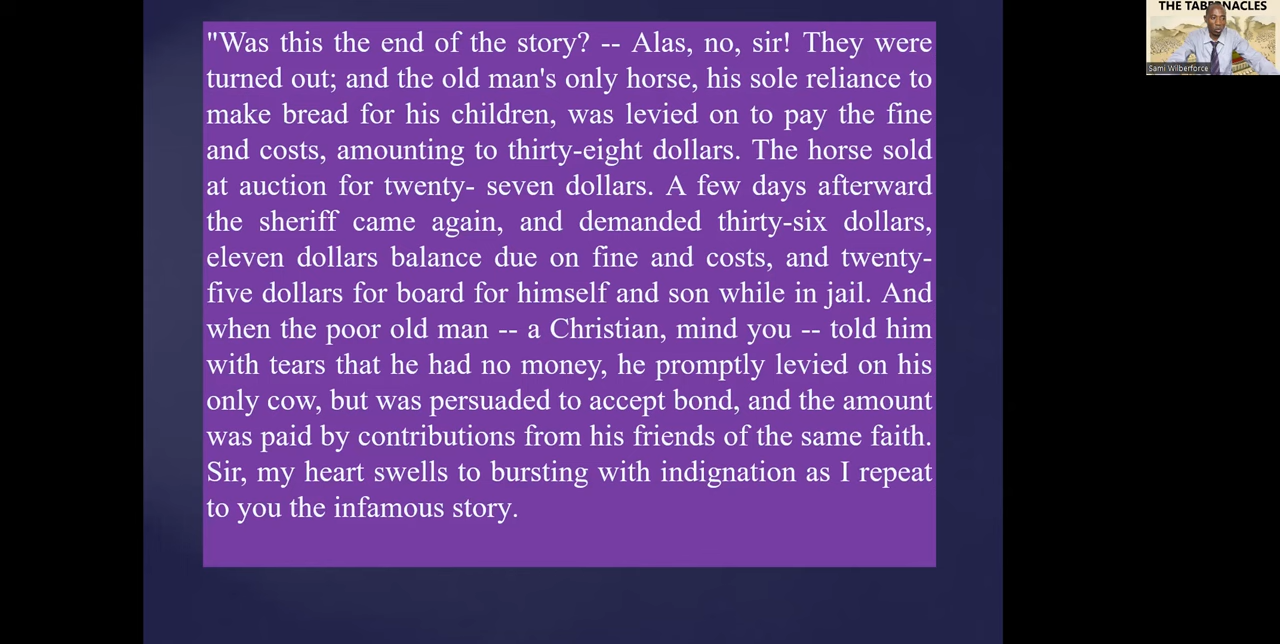 "Was this the end of the story? -- Alas, no, sir! They were
turned out; and the old man's only horse, his sole reliance to
make bread for his children, was levied on to pay the fine
and costs, amounting to thirty-eight dollars. The horse sold
at auction for twenty- seven dollars. A few days afterward
the sheriff came again, and demanded thirty-six dollars,
eleven dollars balance due on fine and costs, and twenty-
five dollars for board for himself and son while in jail. And
when the poor old man -- a Christian, mind you -- told him
with tears that he had no money, he promptly levied on his
only cow, but was persuaded to accept bond, and the amount
was paid by contributions from his friends of the same faith.
Sir, my heart swells to bursting with indignation as I repeat
to you the infamous story.
THE TABERNACLES
Sami Wilberforce